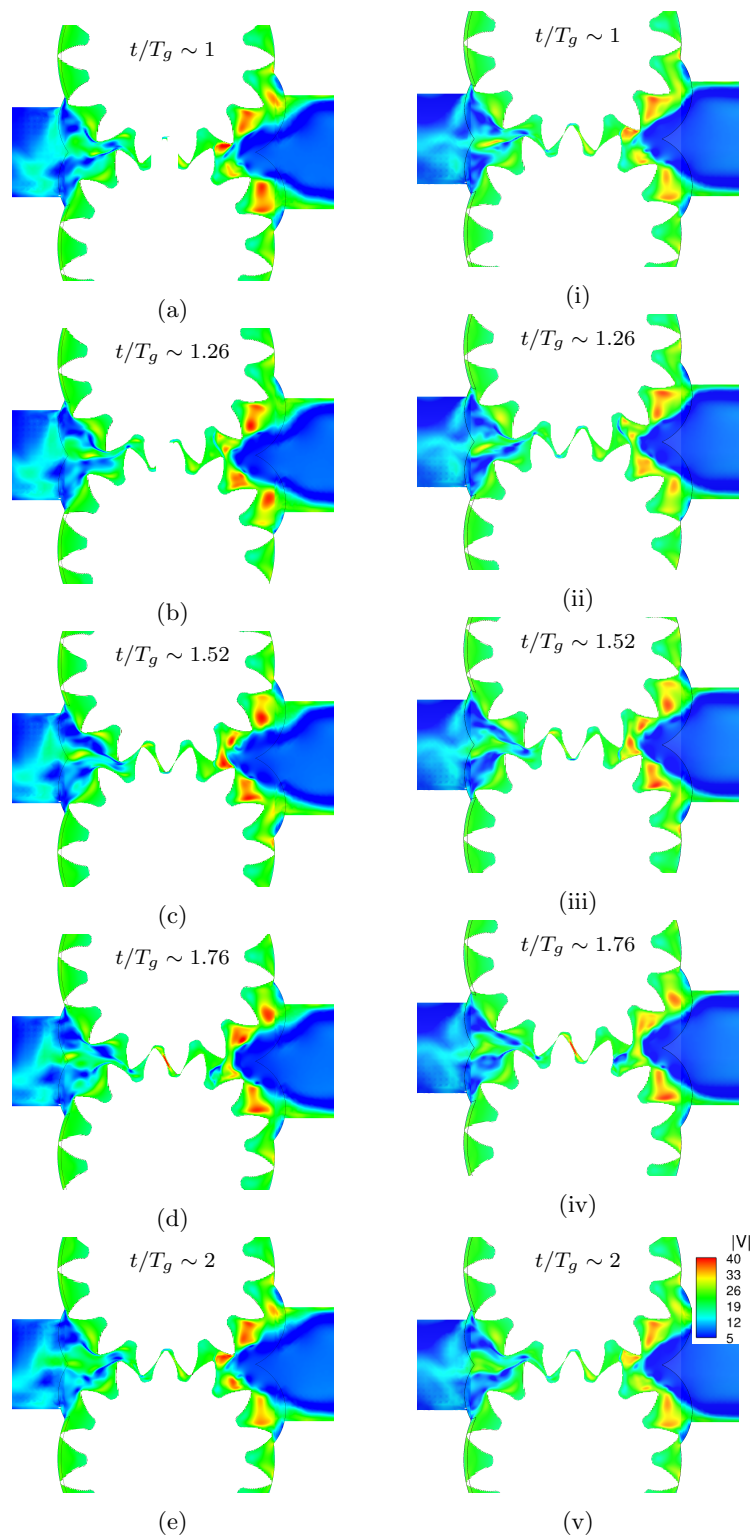 t/T_g ∼ 1
t/T_g ∼ 1
(a)
(i)
t/T_g ∼ 1.26
t/T_g ∼ 1.26
(b)
(ii)
t/T_g ∼ 1.52
t/T_g ∼ 1.52
(c)
(iii)
t/T_g ∼ 1.76
t/T_g ∼ 1.76
(d)
(iv)
t/T_g ∼ 2
t/T_g ∼ 2
|V|
40
33
26
19
12
5
(e)
(v)